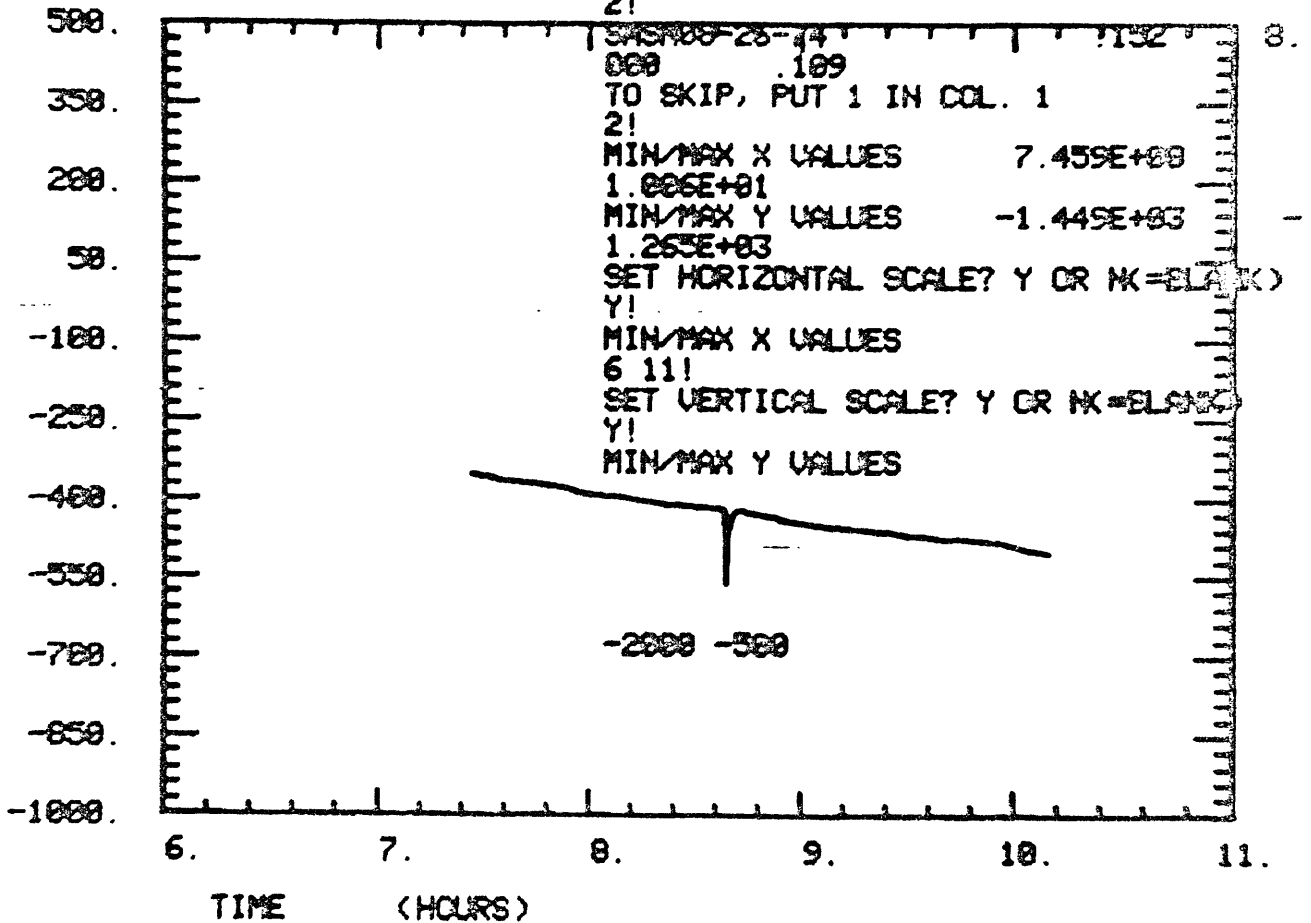 2!
500.
!152 8.
.109
TO SKIP, PUT 1 IN COL. 1
350.
2!
MIN/MAX X VALUES 7.459E+00
200.
1.006E+01
MIN/MAX Y VALUES -1.449E+03 -
1.265E+03
50.
SET HORIZONTAL SCALE? Y OR N(=BLANK)
Y!
-100.
MIN/MAX X VALUES
6 11!
SET VERTICAL SCALE? Y OR N(=BLANK)
-250.
Y!
MIN/MAX Y VALUES
-400.
-550.
-700.
-2000 -500
-850.
-1000.
6. 7. 8. 9. 10. 11.
TIME (HOURS)